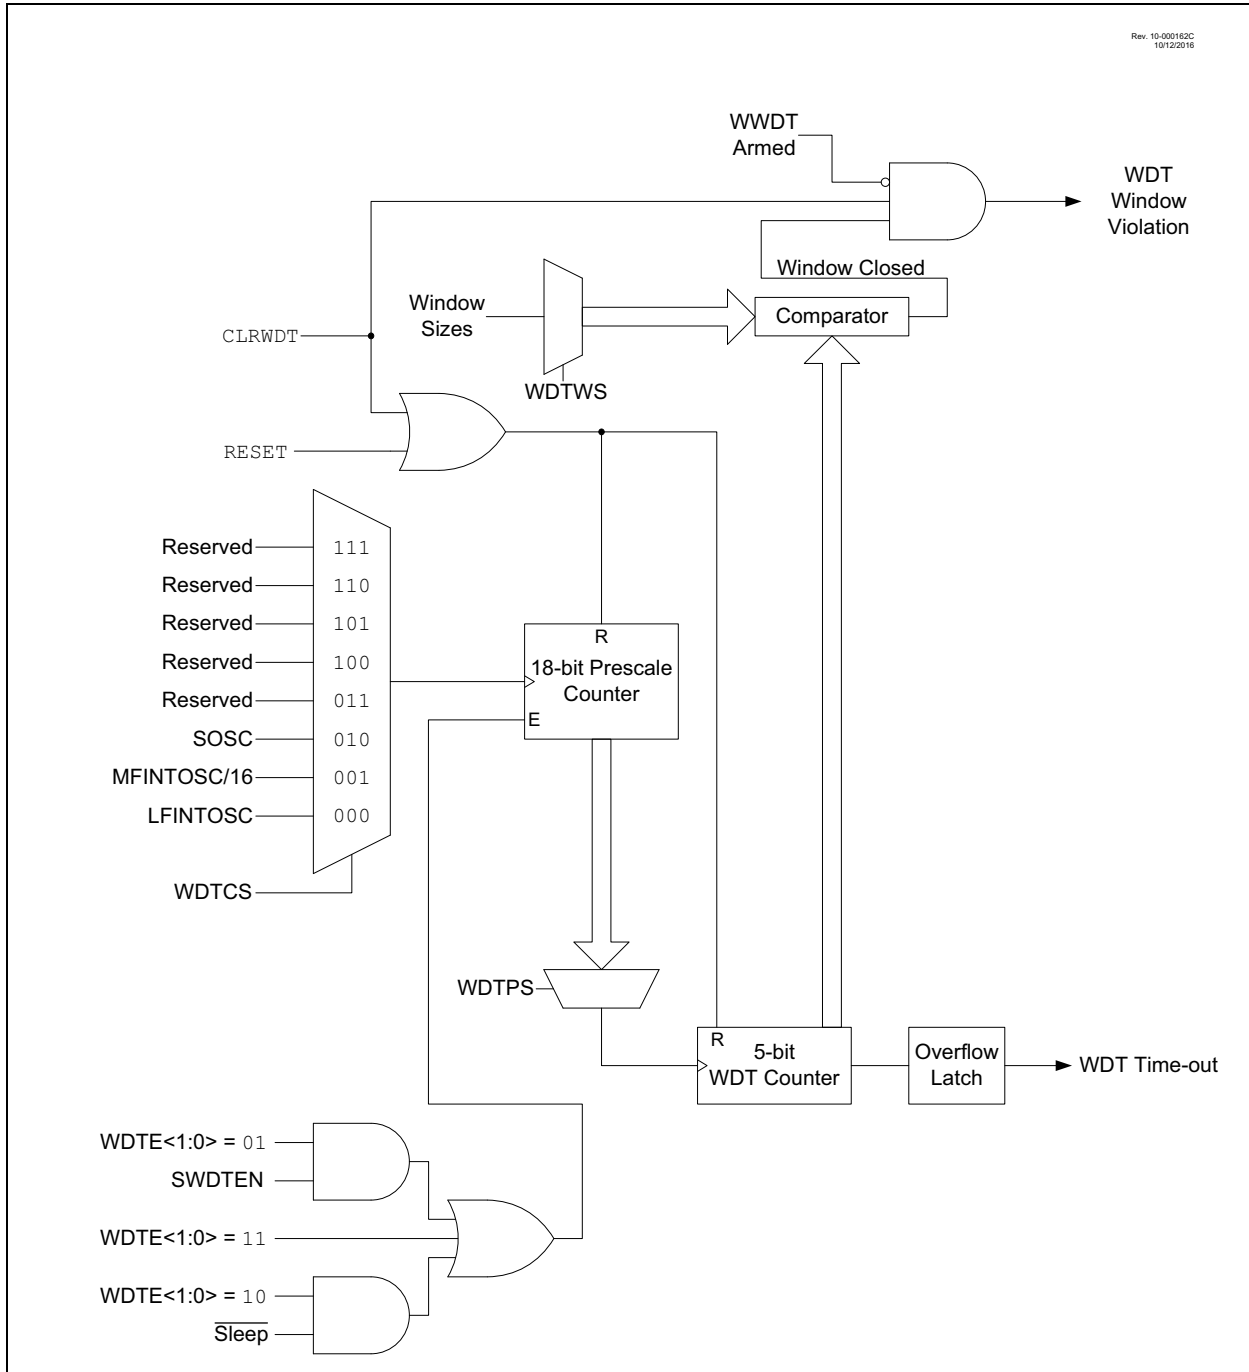 Rev. 10-000162C
10/12/2016
WWDT
Armed
WDT
Window
Violation
Window Closed
Window
Sizes
Comparator
CLRWDT
WDTWS
RESET
Reserved 111
Reserved 110
Reserved 101
Reserved 100
Reserved 011
SOSC 010
MFINTOSC/16 001
LFINTOSC 000
WDTCS
R
18-bit Prescale
Counter
E
WDTPS
R
5-bit
WDT Counter
Overflow
Latch
WDT Time-out
WDTE<1:0> = 01
SWDTEN
WDTE<1:0> = 11
WDTE<1:0> = 10
Sleep